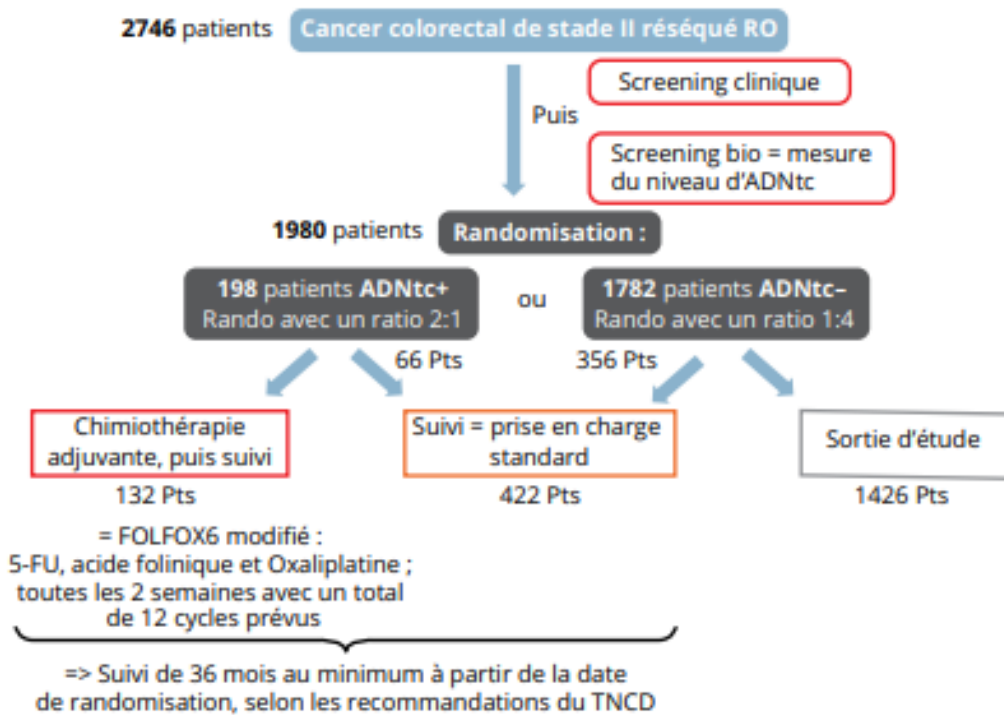 2746 patients
Cancer colorectal de stade II réséqué RO
Screening clinique
Puis
Screening bio = mesure
du niveau d'ADNtc
1980 patients
Randomisation :
198 patients ADNtc+
Rando avec un ratio 2:1
ou
1782 patients ADNtc–
Rando avec un ratio 1:4
66 Pts
356 Pts
Chimiothérapie
adjuvante, puis suivi
Suivi = prise en charge
standard
Sortie d'étude
132 Pts
422 Pts
1426 Pts
= FOLFOX6 modifié :
5-FU, acide folinique et Oxaliplatine ;
toutes les 2 semaines avec un total
de 12 cycles prévus
=> Suivi de 36 mois au minimum à partir de la date
de randomisation, selon les recommandations du TNCD